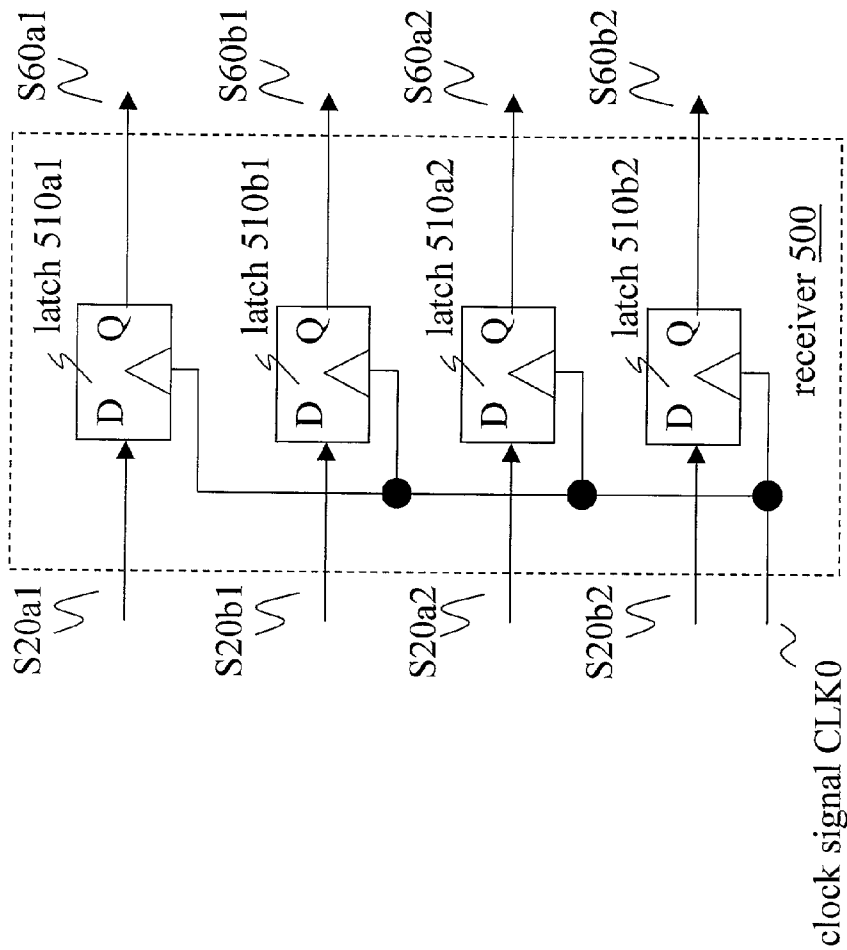 S60a1
S60b1
S60a2
S60b2
latch 510a1
latch 510b1
latch 510a2
latch 510b2
D Q
D Q
D Q
D Q
receiver 500
S20a1
S20b1
S20a2
S20b2
clock signal CLK0